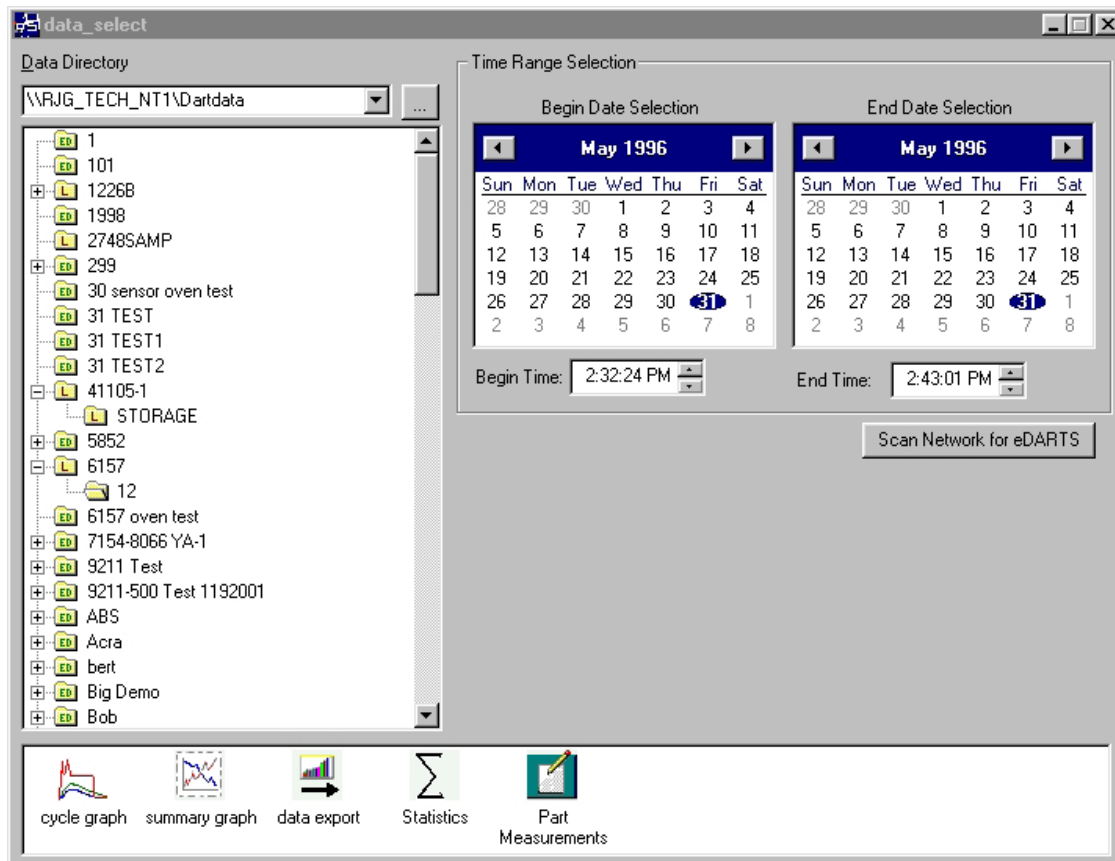 data_select
Data Directory
\\RJG_TECH_NT1\Dartdata
...
1
101
1226B
1998
2748SAMP
299
30 sensor oven test
31 TEST
31 TEST1
31 TEST2
41105-1
STORAGE
5852
6157
12
6157 oven test
7154-8066 YA-1
9211 Test
9211-500 Test 1192001
ABS
Acra
bert
Big Demo
Bob
Time Range Selection
Begin Date Selection
May 1996
Sun Mon Tue Wed Thu Fri Sat
28 29 30 1 2 3 4
5 6 7 8 9 10 11
12 13 14 15 16 17 18
19 20 21 22 23 24 25
26 27 28 29 30 31 1
2 3 4 5 6 7 8
Begin Time: 2:32:24 PM
End Date Selection
May 1996
Sun Mon Tue Wed Thu Fri Sat
28 29 30 1 2 3 4
5 6 7 8 9 10 11
12 13 14 15 16 17 18
19 20 21 22 23 24 25
26 27 28 29 30 31 1
2 3 4 5 6 7 8
End Time: 2:43:01 PM
Scan Network for eDARTS
cycle graph
summary graph
data export
Statistics
Part
Measurements